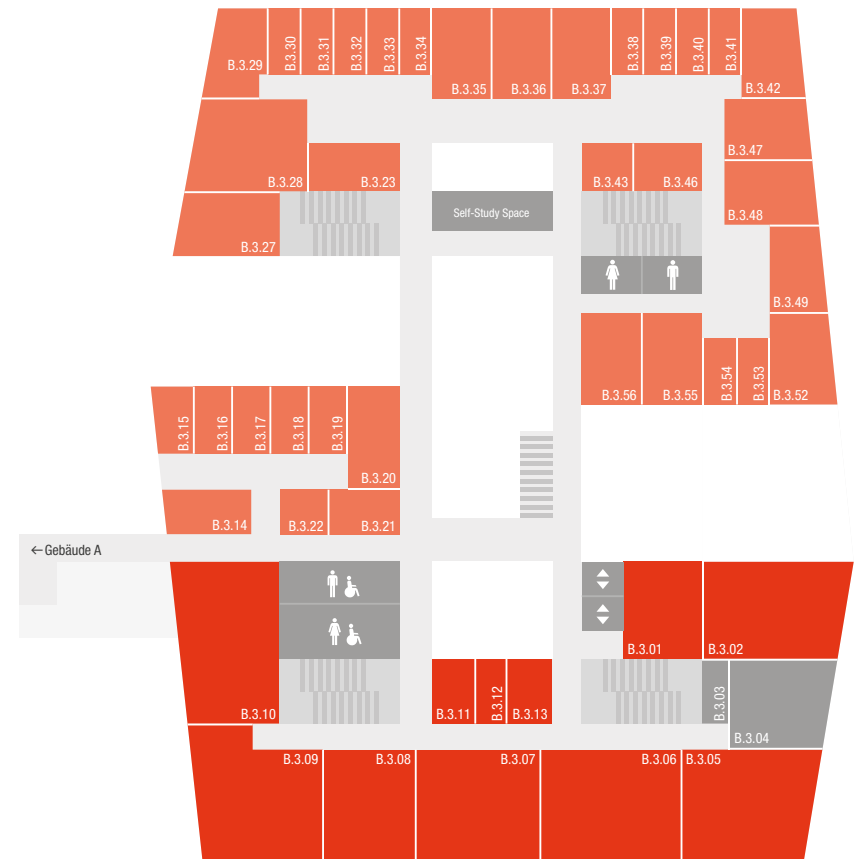 B.3.29
B.3.30
B.3.31
B.3.32
B.3.33
B.3.34
B.3.35
B.3.36
B.3.37
B.3.38
B.3.39
B.3.40
B.3.41
B.3.42
B.3.47
B.3.28
B.3.23
B.3.43
B.3.46
B.3.48
Self-Study Space
B.3.27
B.3.49
B.3.56
B.3.55
B.3.54
B.3.53
B.3.52
B.3.15
B.3.16
B.3.17
B.3.18
B.3.19
B.3.20
B.3.14
B.3.22
B.3.21
←Gebäude A
B.3.01
B.3.02
B.3.10
B.3.11
B.3.12
B.3.13
B.3.03
B.3.04
B.3.09
B.3.08
B.3.07
B.3.06
B.3.05